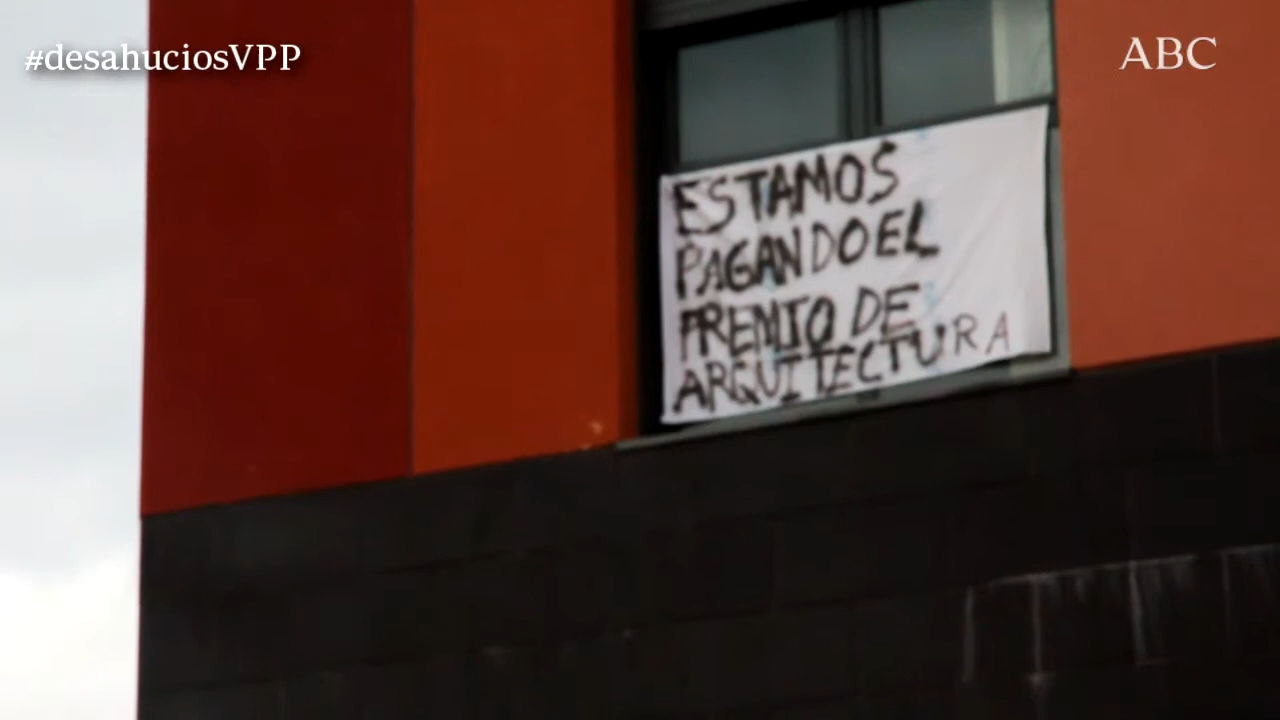 #desahuciosVPP
ABC
ESTAMOS
PAGANDO EL
PREMIO DE
ARQUITECTURA